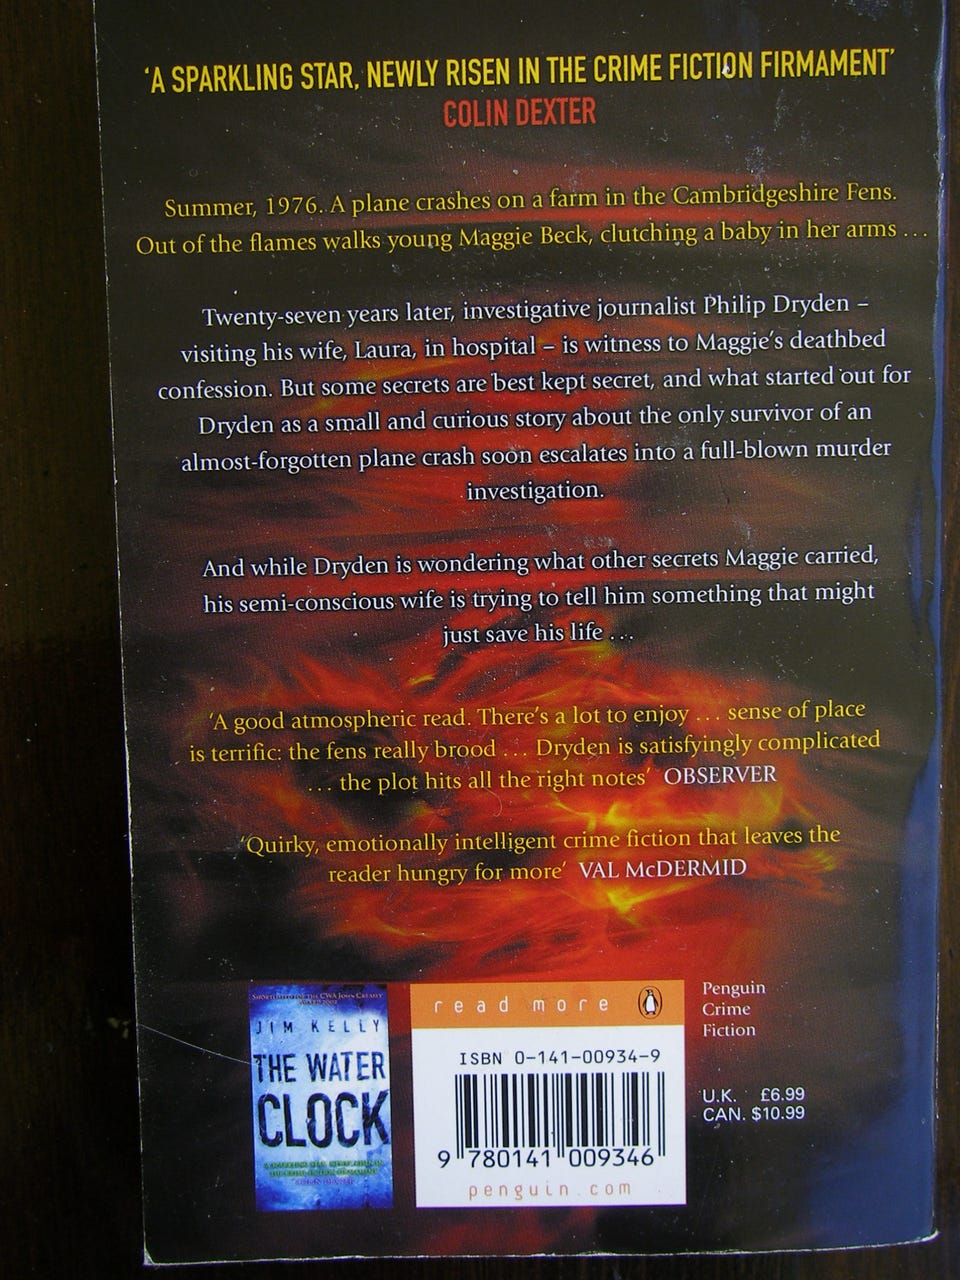 ‘A SPARKLING STAR, NEWLY RISEN IN THE CRIME FICTION FIRMAMENT’
COLIN DEXTER
Summer, 1976. A plane crashes on a farm in the Cambridgeshire Fens.
Out of the flames walks young Maggie Beck, clutching a baby in her arms ...
Twenty-seven years later, investigative journalist Philip Dryden –
visiting his wife, Laura, in hospital – is witness to Maggie's deathbed
confession. But some secrets are best kept secret, and what started out for
Dryden as a small and curious story about the only survivor of an
almost-forgotten plane crash soon escalates into a full-blown murder
investigation.
And while Dryden is wondering what other secrets Maggie carried,
his semi-conscious wife is trying to tell him something that might
just save his life ...
‘A good atmospheric read. There's a lot to enjoy ... sense of place
is terrific: the fens really brood ... Dryden is satisfyingly complicated
... the plot hits all the right notes’ OBSERVER
‘Quirky, emotionally intelligent crime fiction that leaves the
reader hungry for more’ VAL McDERMID
SHORTLISTED FOR THE CWA JOHN CREASEY
JIM KELLY
THE WATER
CLOCK
read more
ISBN 0-141-00934-9
9 780141 009346
penguin.com
Penguin
Crime
Fiction
U.K. £6.99
CAN. $10.99